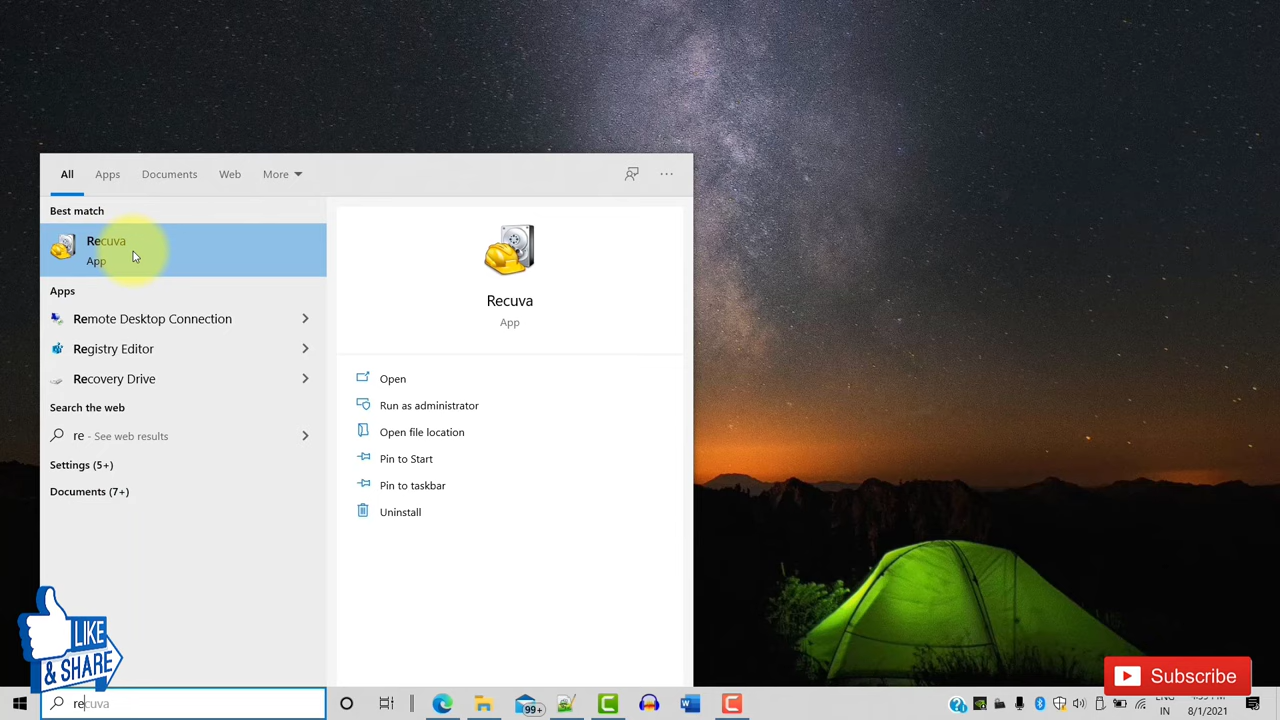 All Apps Documents Web More
Best match
Recuva
App
Apps
Remote Desktop Connection
Registry Editor
Recovery Drive
Search the web
re - See web results
Settings (5+)
Documents (7+)
Recuva
App
Open
Run as administrator
Open file location
Pin to Start
Pin to taskbar
Uninstall
LIKE
& SHARE
Subscribe
recuva
99+
IN
8/1/2021